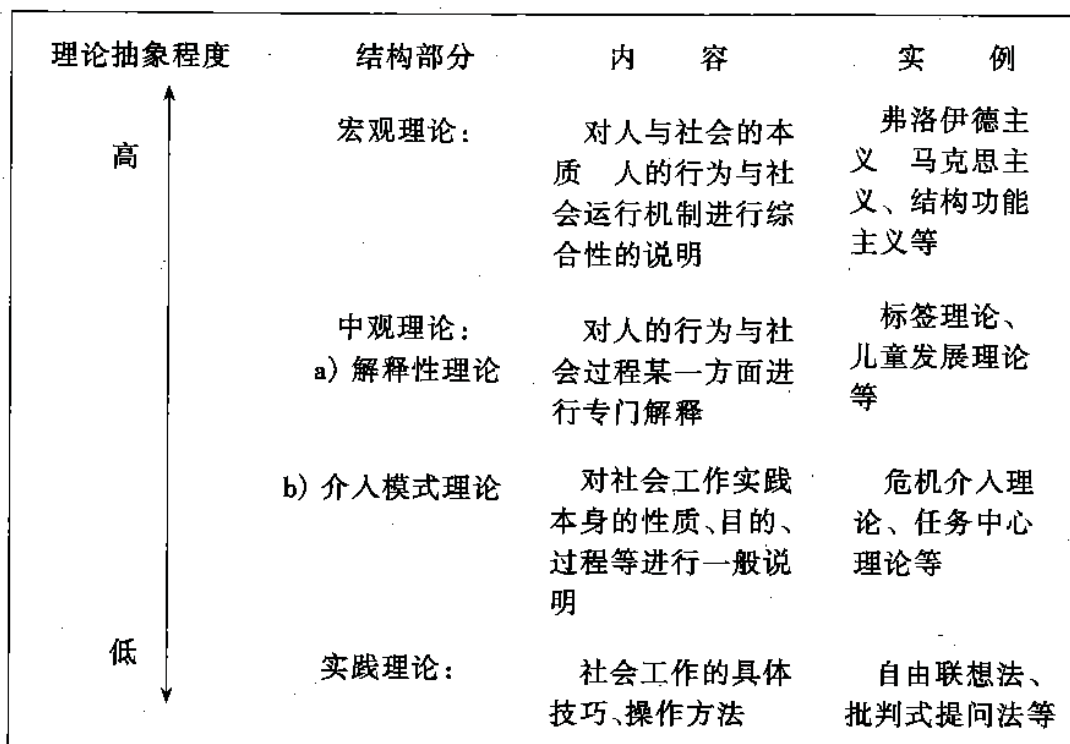 理论抽象程度 结构部分 内 容 实 例
高
宏观理论： 对人与社会的本 弗洛伊德主
质 人的行为与社 义 马克思主
会运行机制进行综 义、结构功能
合性的说明 主义等
中观理论： 对人的行为与社 标签理论、
a) 解释性理论 会过程某一方面进 儿童发展理论
行专门解释 等
b) 介入模式理论 对社会工作实践 危机介入理
本身的性质、目的、 论、任务中心
过程等进行一般说 理论等
明
低
实践理论： 社会工作的具体 自由联想法、
技巧、操作方法 批判式提问法等